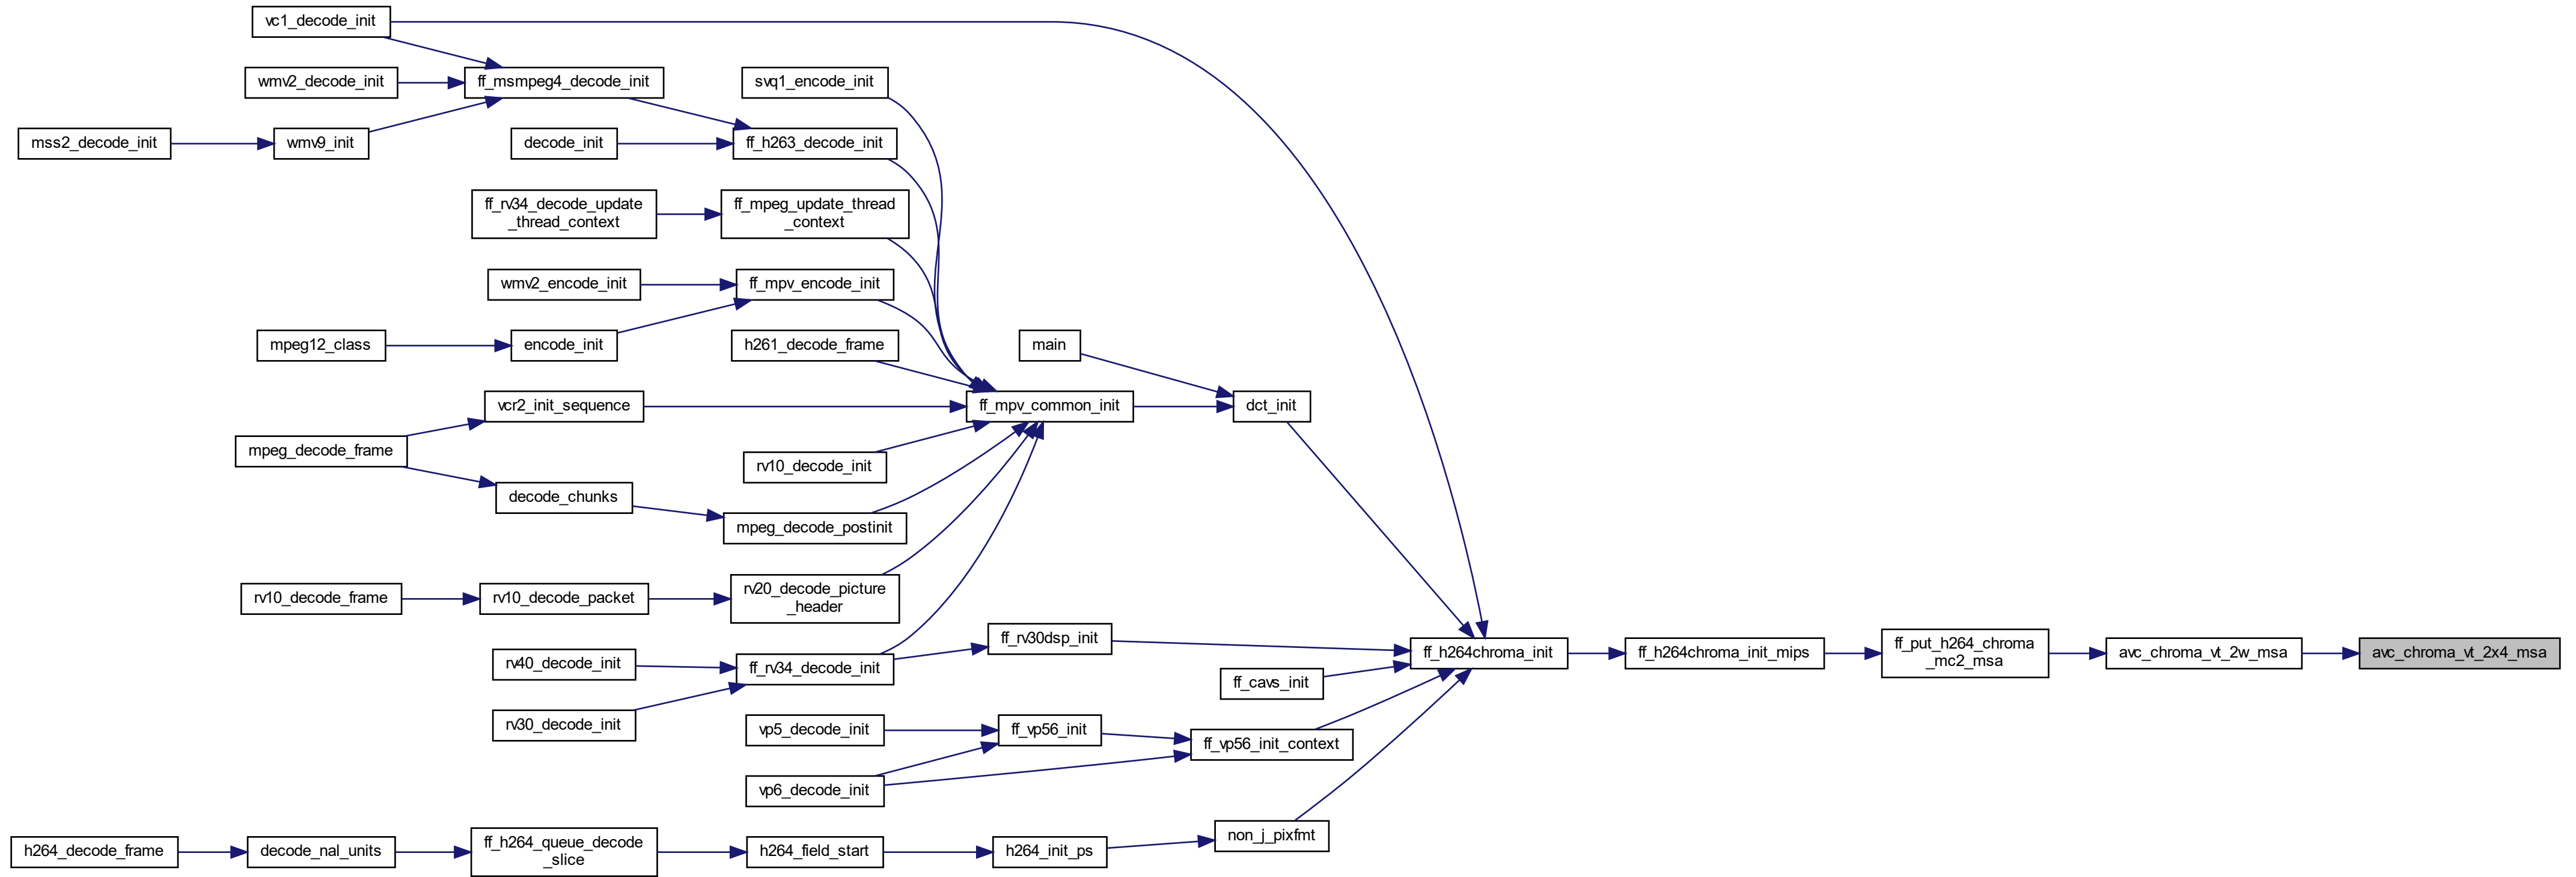 vc1_decode_init
wmv2_decode_init
ff_msmpeg4_decode_init
svq1_encode_init
mss2_decode_init
wmv9_init
decode_init
ff_h263_decode_init
ff_rv34_decode_update
_thread_context
ff_mpeg_update_thread
_context
wmv2_encode_init
ff_mpv_encode_init
mpeg12_class
encode_init
h261_decode_frame
main
vcr2_init_sequence
ff_mpv_common_init
dct_init
mpeg_decode_frame
rv10_decode_init
decode_chunks
mpeg_decode_postinit
rv10_decode_frame
rv10_decode_packet
rv20_decode_picture
_header
ff_rv30dsp_init
rv40_decode_init
ff_rv34_decode_init
rv30_decode_init
ff_cavs_init
ff_h264chroma_init
ff_h264chroma_init_mips
ff_put_h264_chroma
_mc2_msa
avc_chroma_vt_2w_msa
avc_chroma_vt_2x4_msa
vp5_decode_init
ff_vp56_init
ff_vp56_init_context
vp6_decode_init
non_j_pixfmt
h264_decode_frame
decode_nal_units
ff_h264_queue_decode
_slice
h264_field_start
h264_init_ps